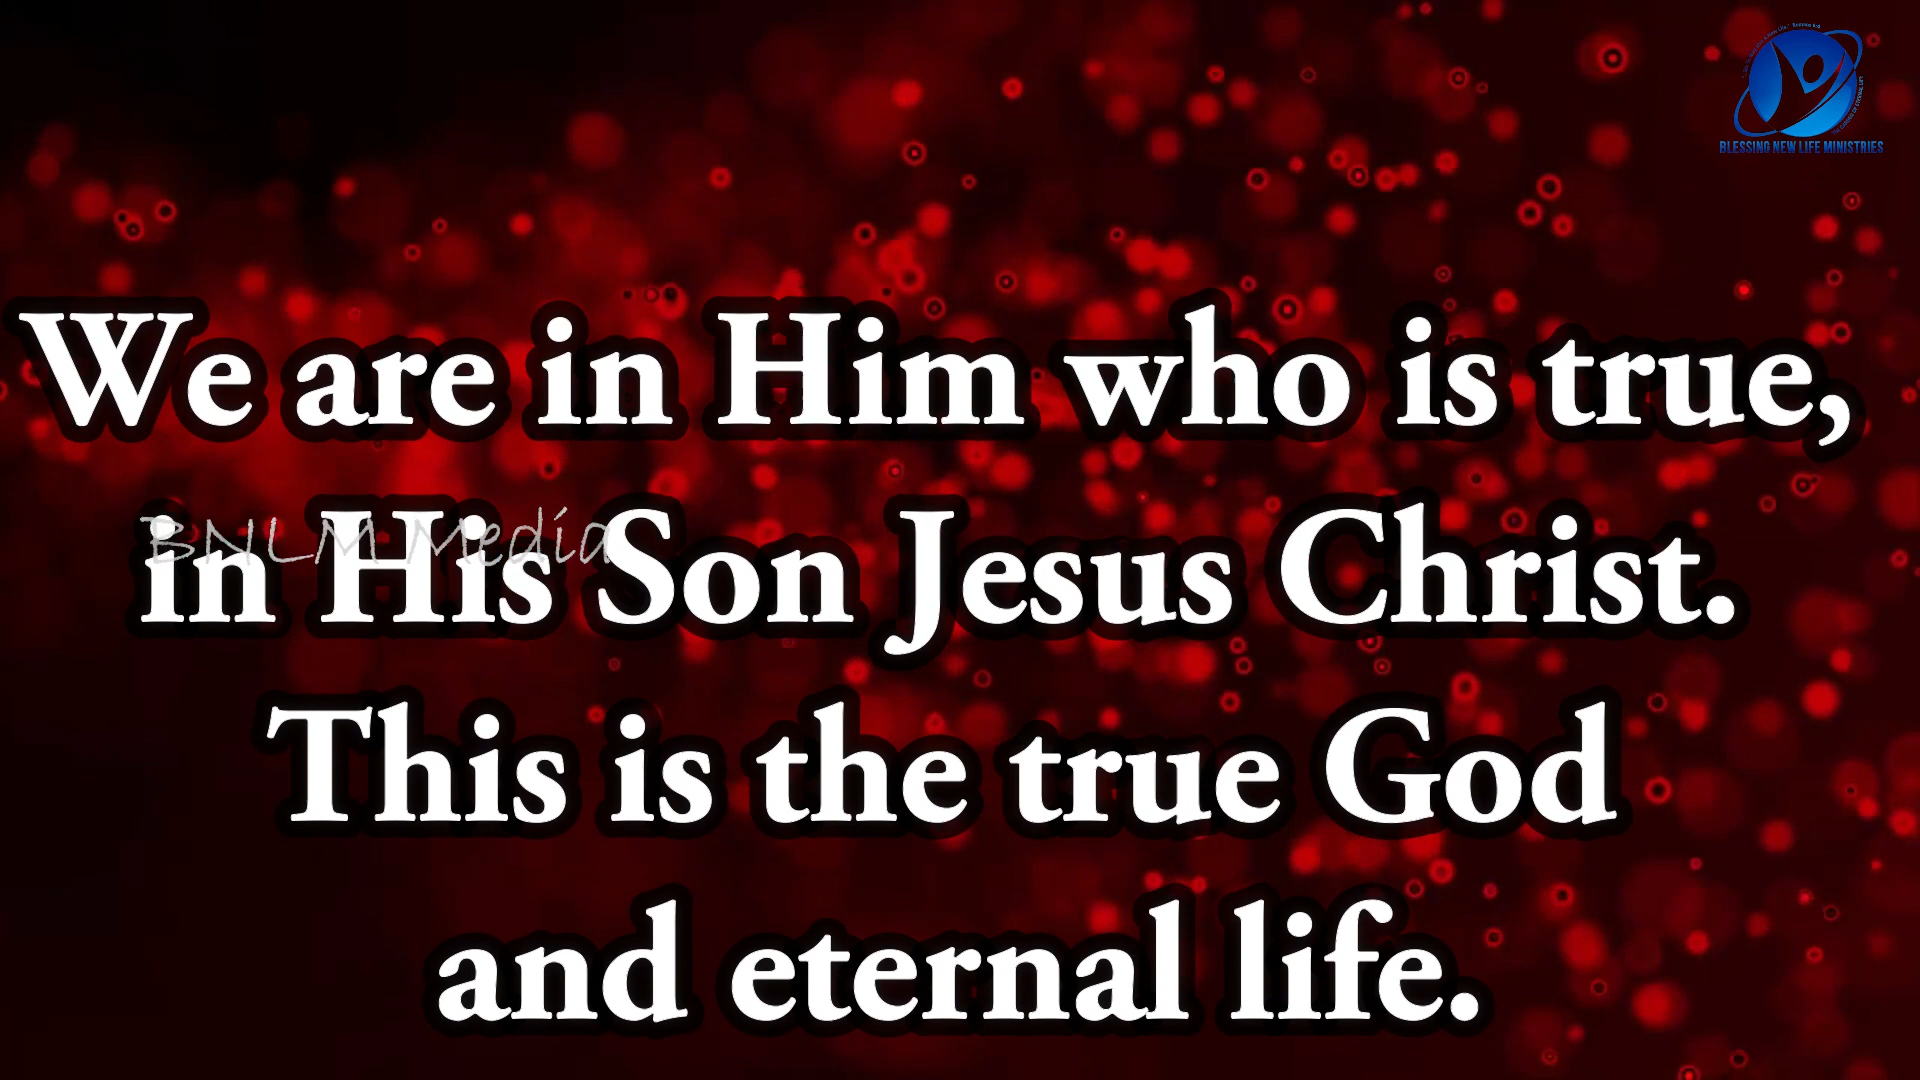 BLESSING NEW LIFE MINISTRIES
We are in Him who is true,
BNLM Media
in His Son Jesus Christ.
This is the true God
and eternal life.